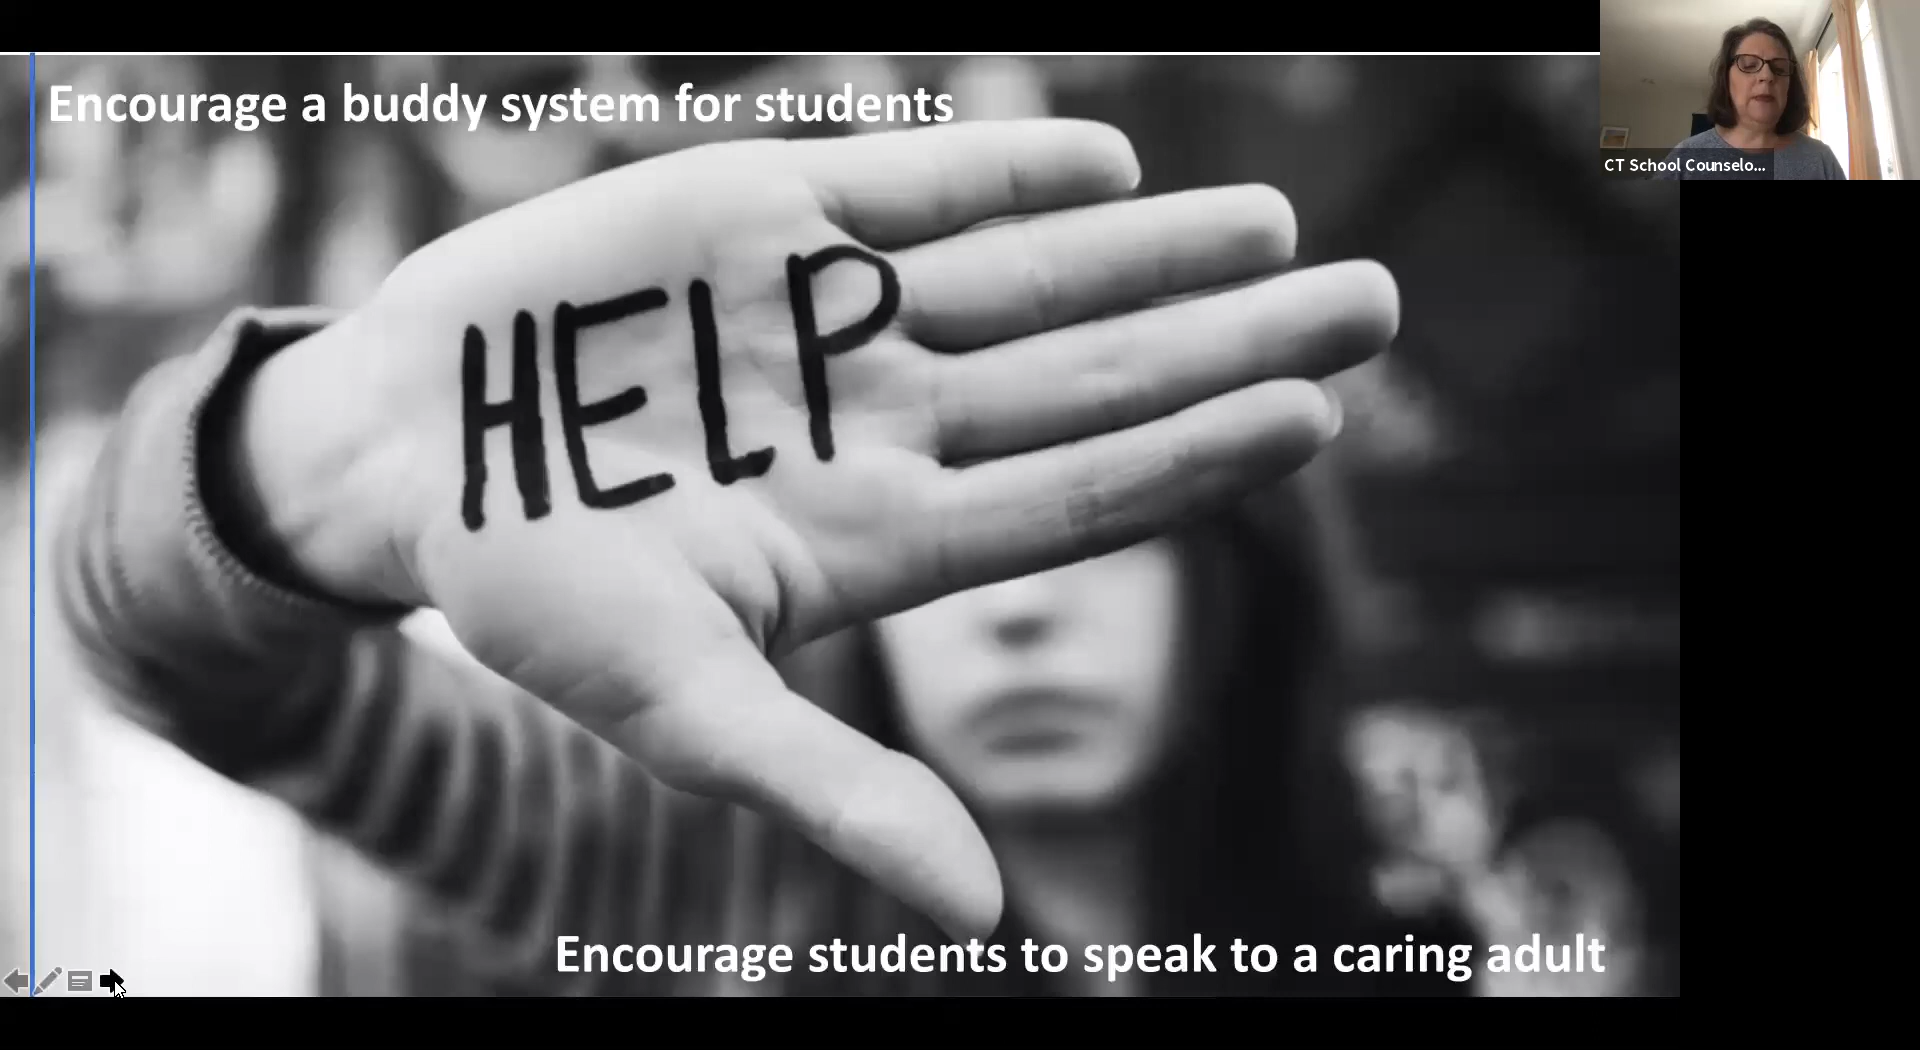 Encourage a buddy system for students
CT School Counselo...
HELP
Encourage students to speak to a caring adult